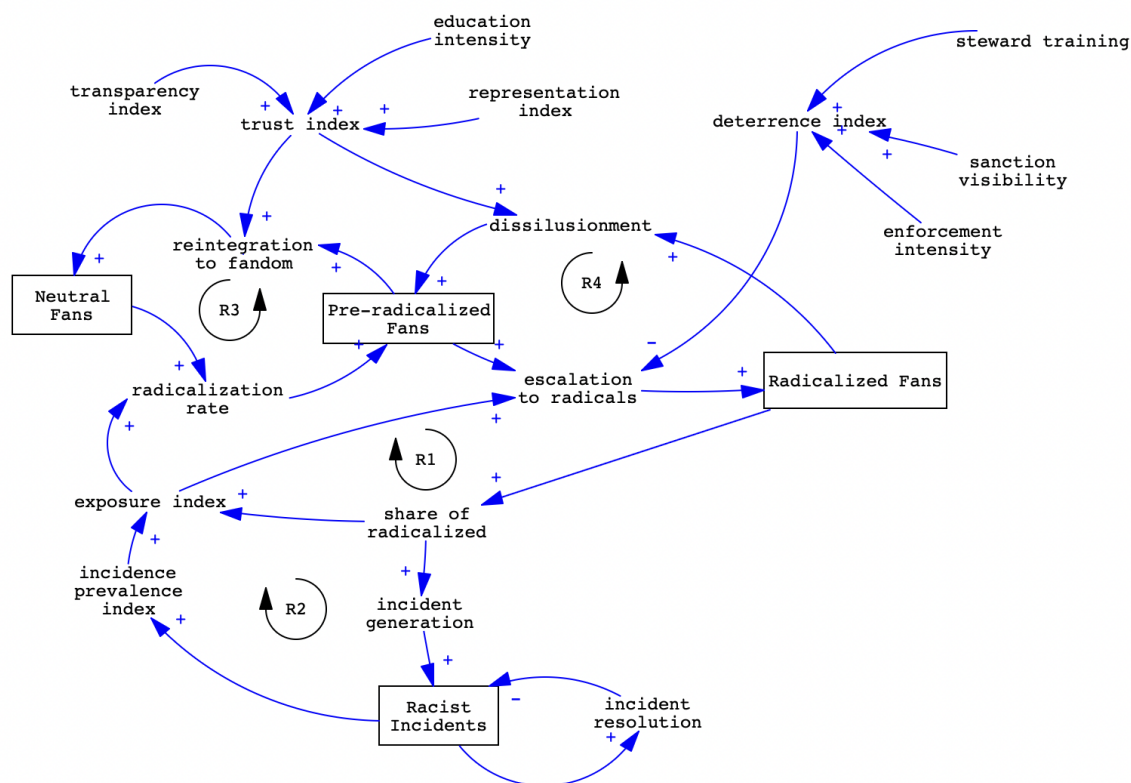 education
intensity
steward training
transparency
index
representation
index
+
+
+
+
trust index
deterrence index
+
+
sanction
visibility
+
+
dissilusionment
enforcement
intensity
+
reintegration
to fandom
+
+
+
+
R4
Neutral
Fans
R3
Pre-radicalized
Fans
+
+
-
+
radicalization
rate
escalation
to radicals
+
Radicalized Fans
+
+
R1
+
exposure index
+
share of
radicalized
+
incidence
prevalence
index
+
+
R2
incident
generation
+
Racist
Incidents
-
incident
resolution
+